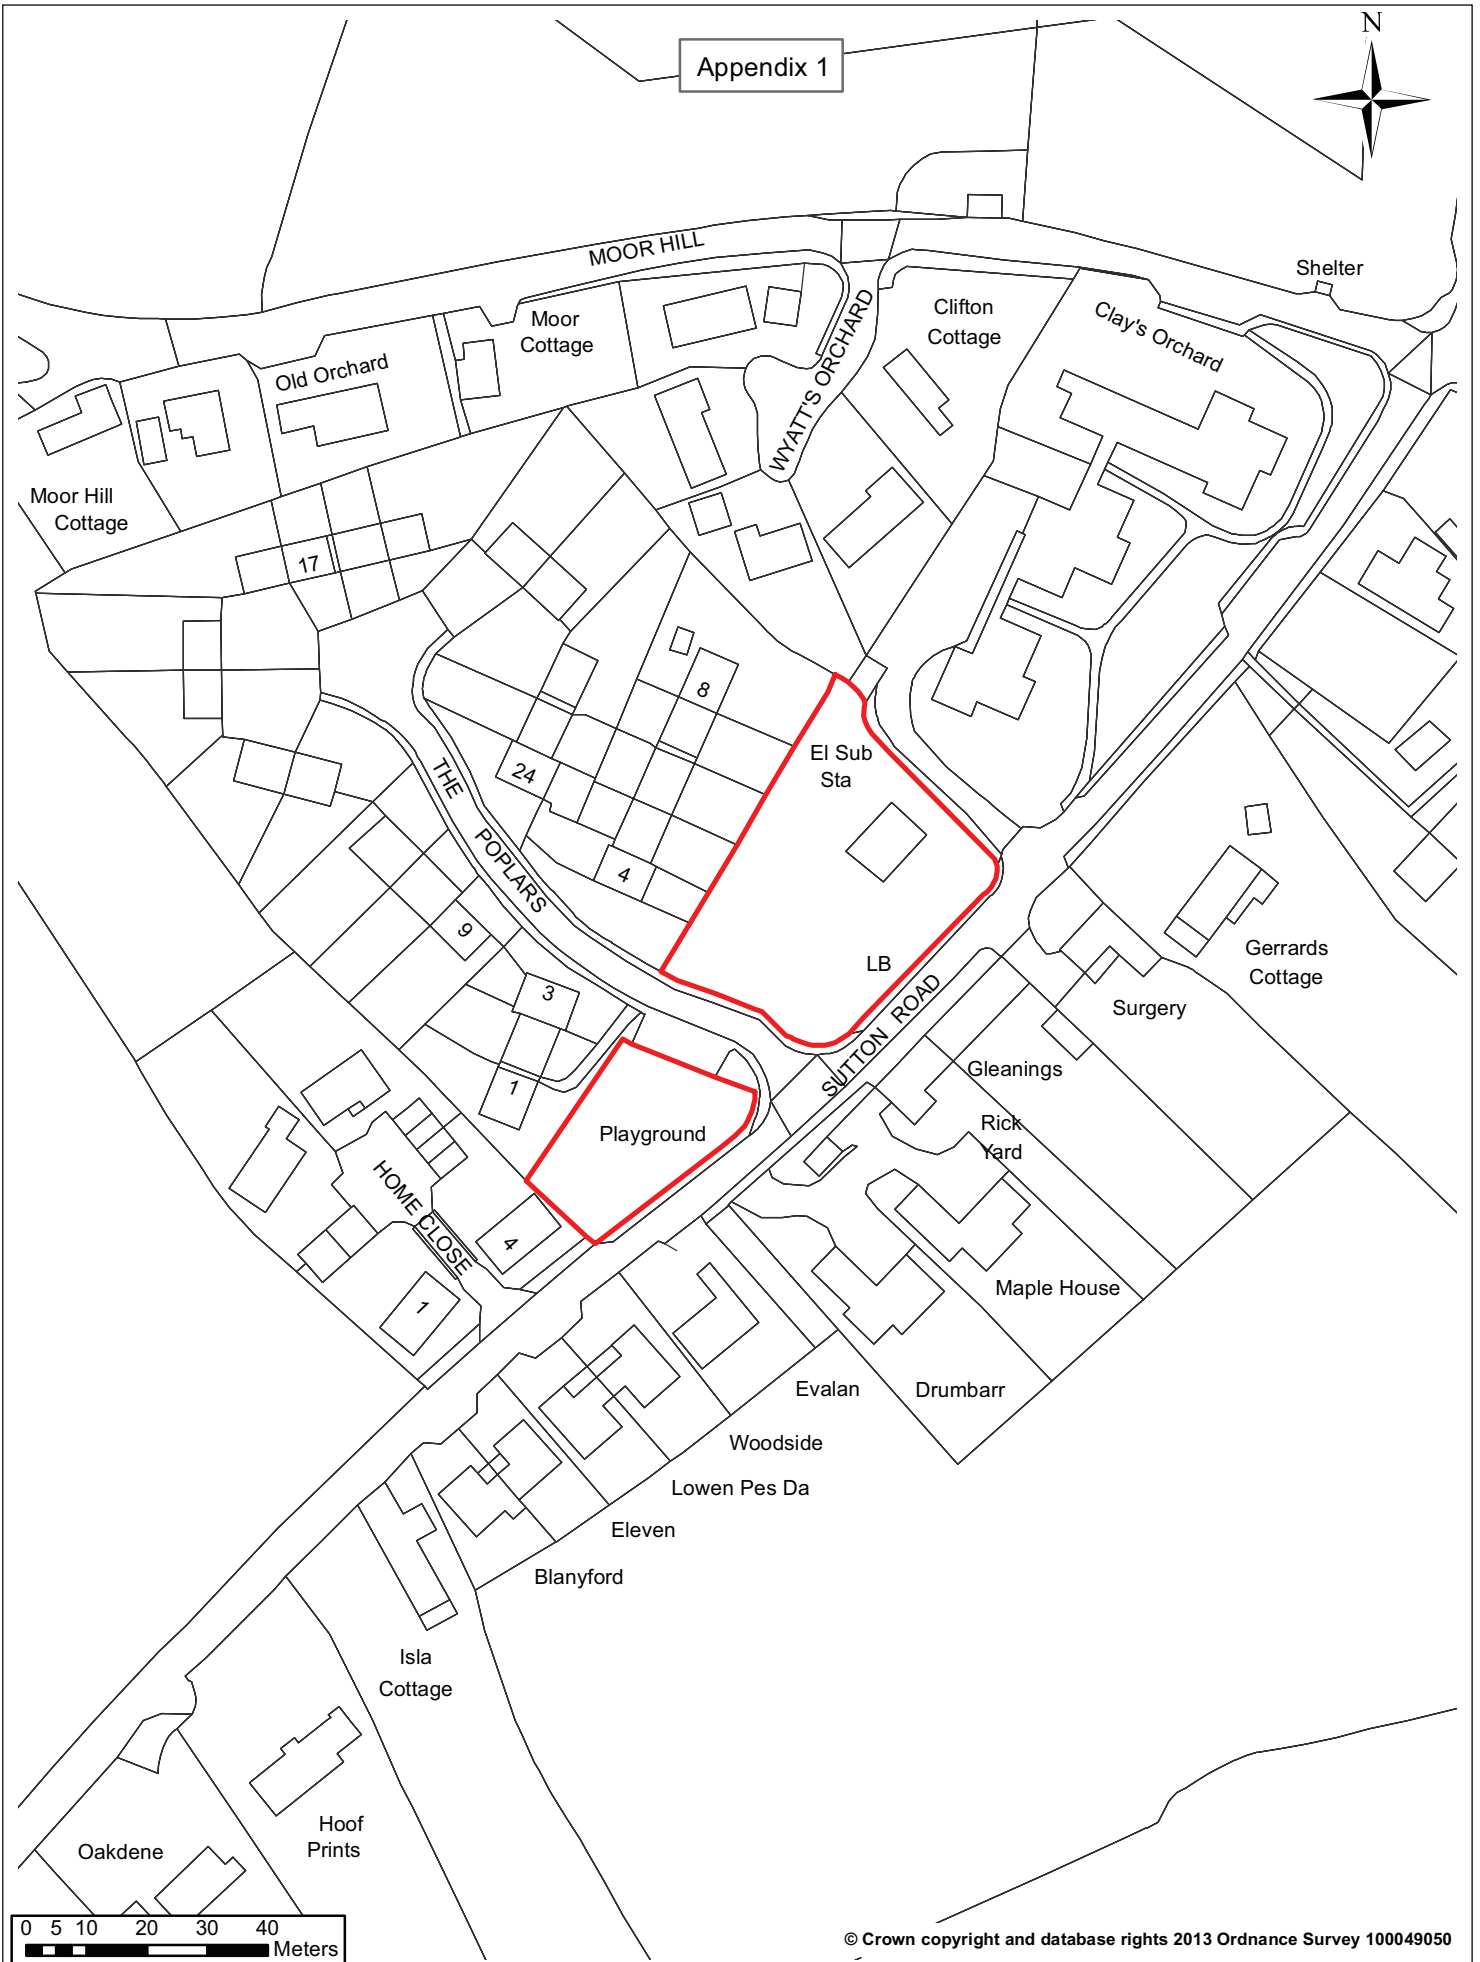 Appendix 1
N
MOOR HILL
Shelter
WYATT'S ORCHARD
Clifton
Cottage
Clay's Orchard
Moor
Cottage
Old Orchard
Moor Hill
Cottage
17
8
El Sub
Sta
24
THE POPLARS
4
9
3
LB
SUTTON ROAD
Gerrards
Cottage
Surgery
Gleanings
1
Playground
Rick
Yard
HOME CLOSE
4
1
Maple House
Evalan
Drumbarr
Woodside
Lowen Pes Da
Eleven
Blanyford
Isla
Cottage
Hoof
Prints
Oakdene
0 5 10 20 30 40
Meters
© Crown copyright and database rights 2013 Ordnance Survey 100049050